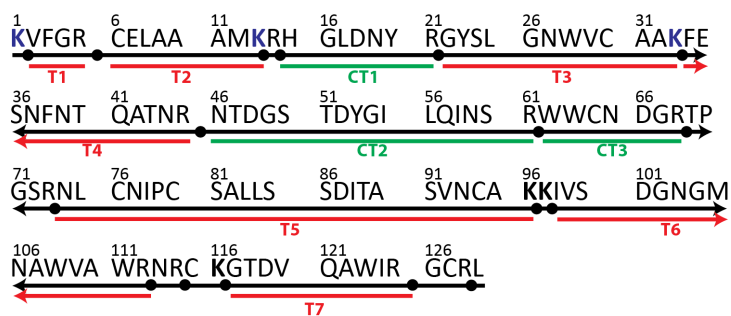 1 6 11 16 21 26 31
KVFGR CELAA AMKRH GLDNY RGYSL GNWVC AAKFE
T1 T2 CT1 T3
36 41 46 51 56 61 66
SNFNT QATNR NTDGS TDYGI LQINS RWWCN DGRTP
T4 CT2 CT3
71 76 81 86 91 96 101
GSRNL CNIPC SALLS SDITA SVNCA KKIVS DGNGM
T5 T6
106 111 116 121 126
NAWVA WRNRC KGTDV QAWIR GCRL
T7